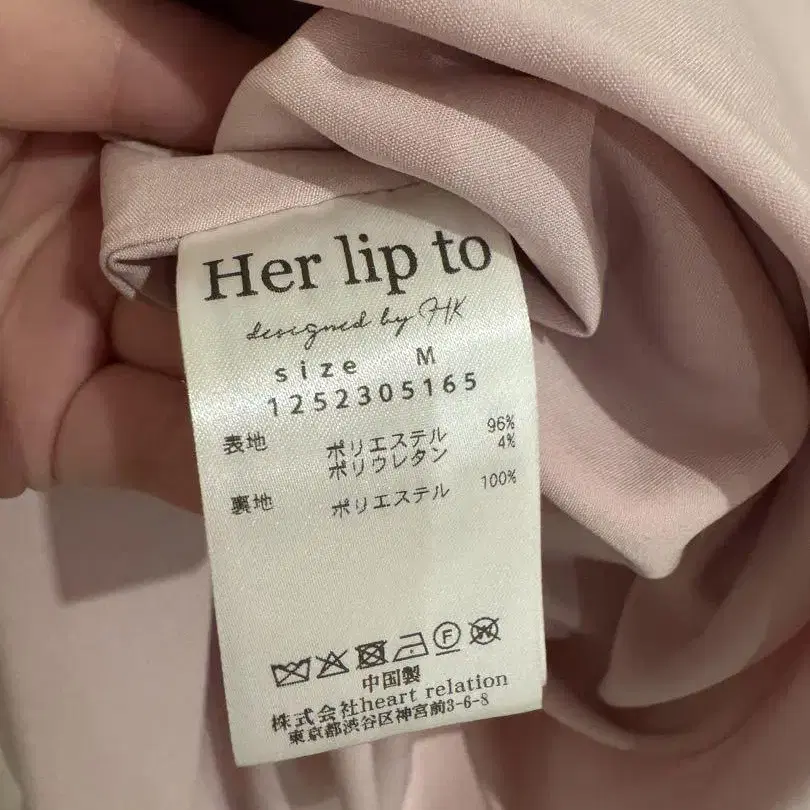 Her lip to
designed by HK
size M
1252305165
表地 ポリエステル 96%
ポリウレタン 4%
裏地 ポリエステル 100%
F W
中国製
株式会社heart relation
東京都渋谷区神宮前3-6-8